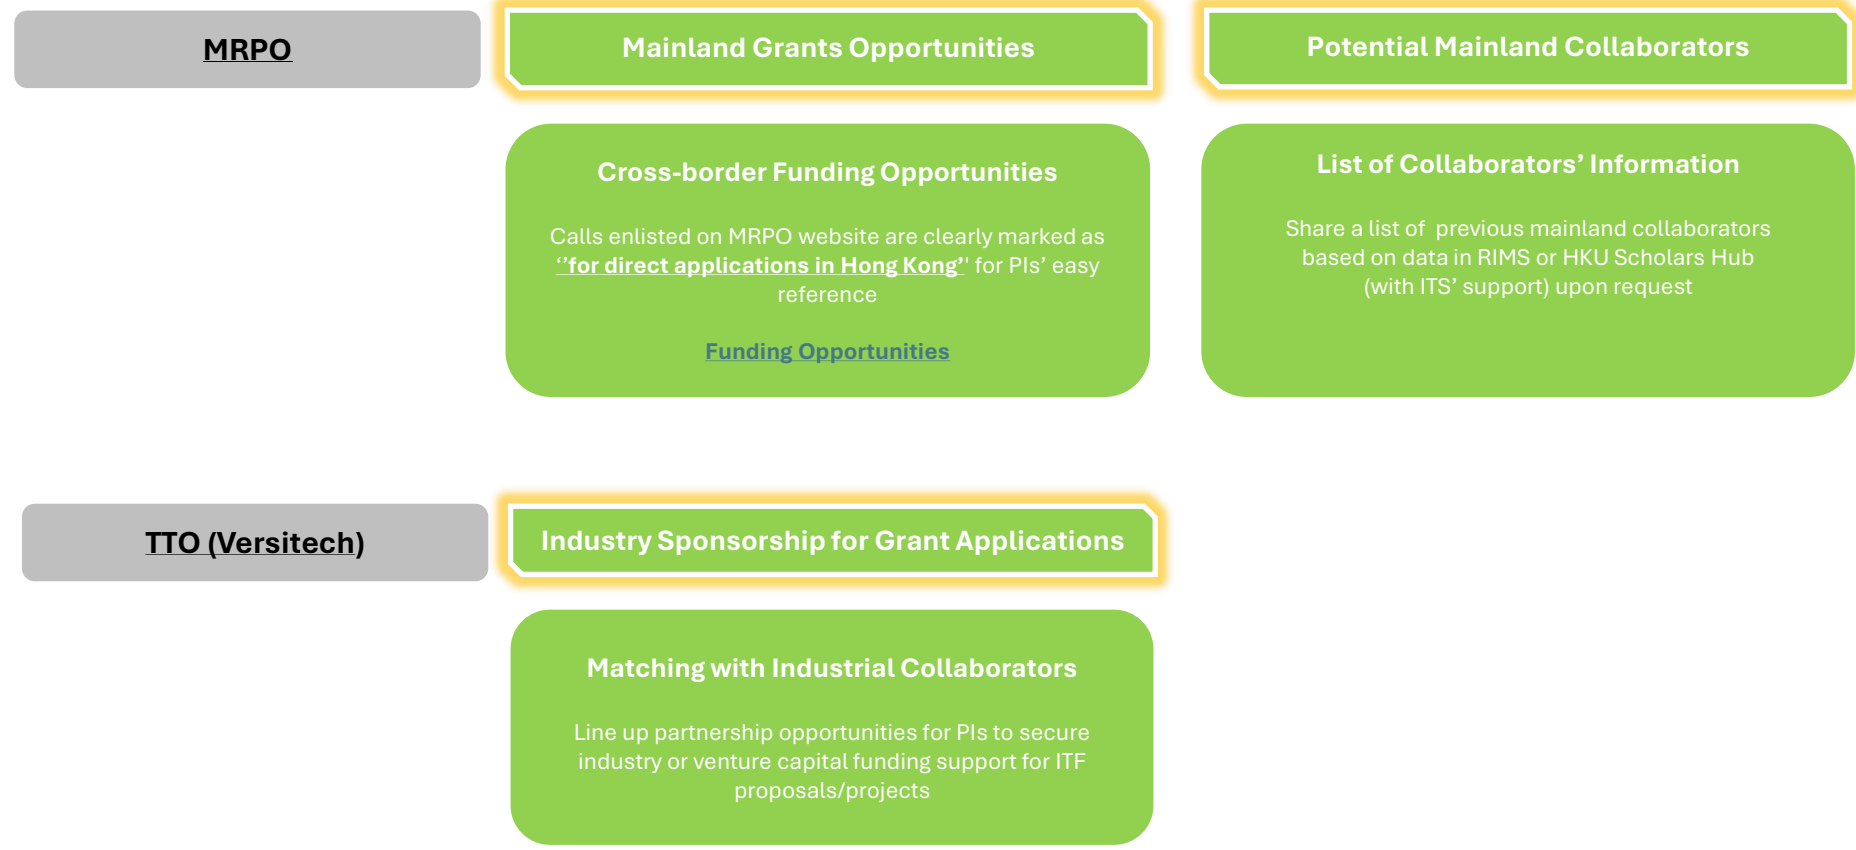 MRPO
Mainland Grants Opportunities
Potential Mainland Collaborators
Cross-border Funding Opportunities
Calls enlisted on MRPO website are clearly marked as
‘’for direct applications in Hong Kong’' for PIs’ easy
reference
Funding Opportunities
List of Collaborators’ Information
Share a list of  previous mainland collaborators
based on data in RIMS or HKU Scholars Hub
(with ITS’ support) upon request
TTO (Versitech)
Industry Sponsorship for Grant Applications
Matching with Industrial Collaborators
Line up partnership opportunities for PIs to secure
industry or venture capital funding support for ITF
proposals/projects